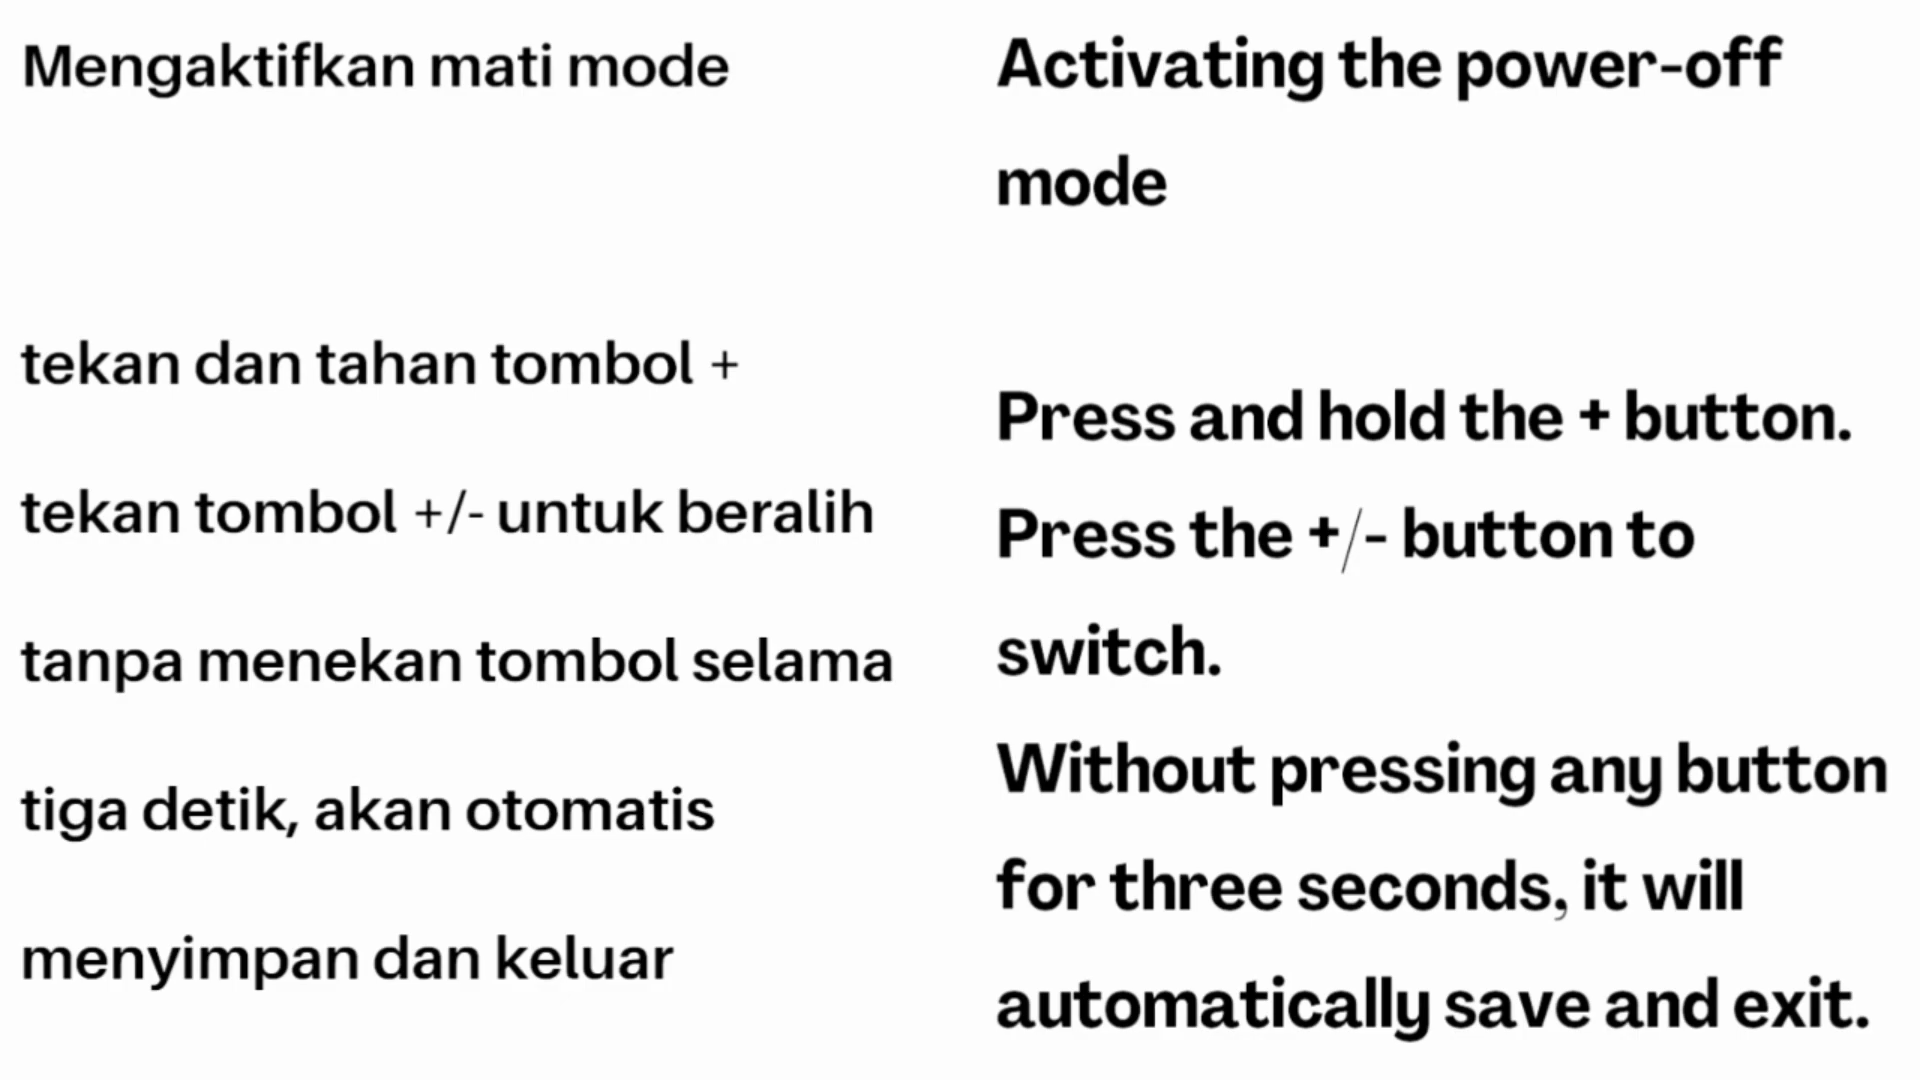 Mengaktifkan mati mode
tekan dan tahan tombol +
tekan tombol +/- untuk beralih
tanpa menekan tombol selama
tiga detik, akan otomatis
menyimpan dan keluar
Activating the power-off
mode
Press and hold the + button.
Press the +/- button to
switch.
Without pressing any button
for three seconds, it will
automatically save and exit.